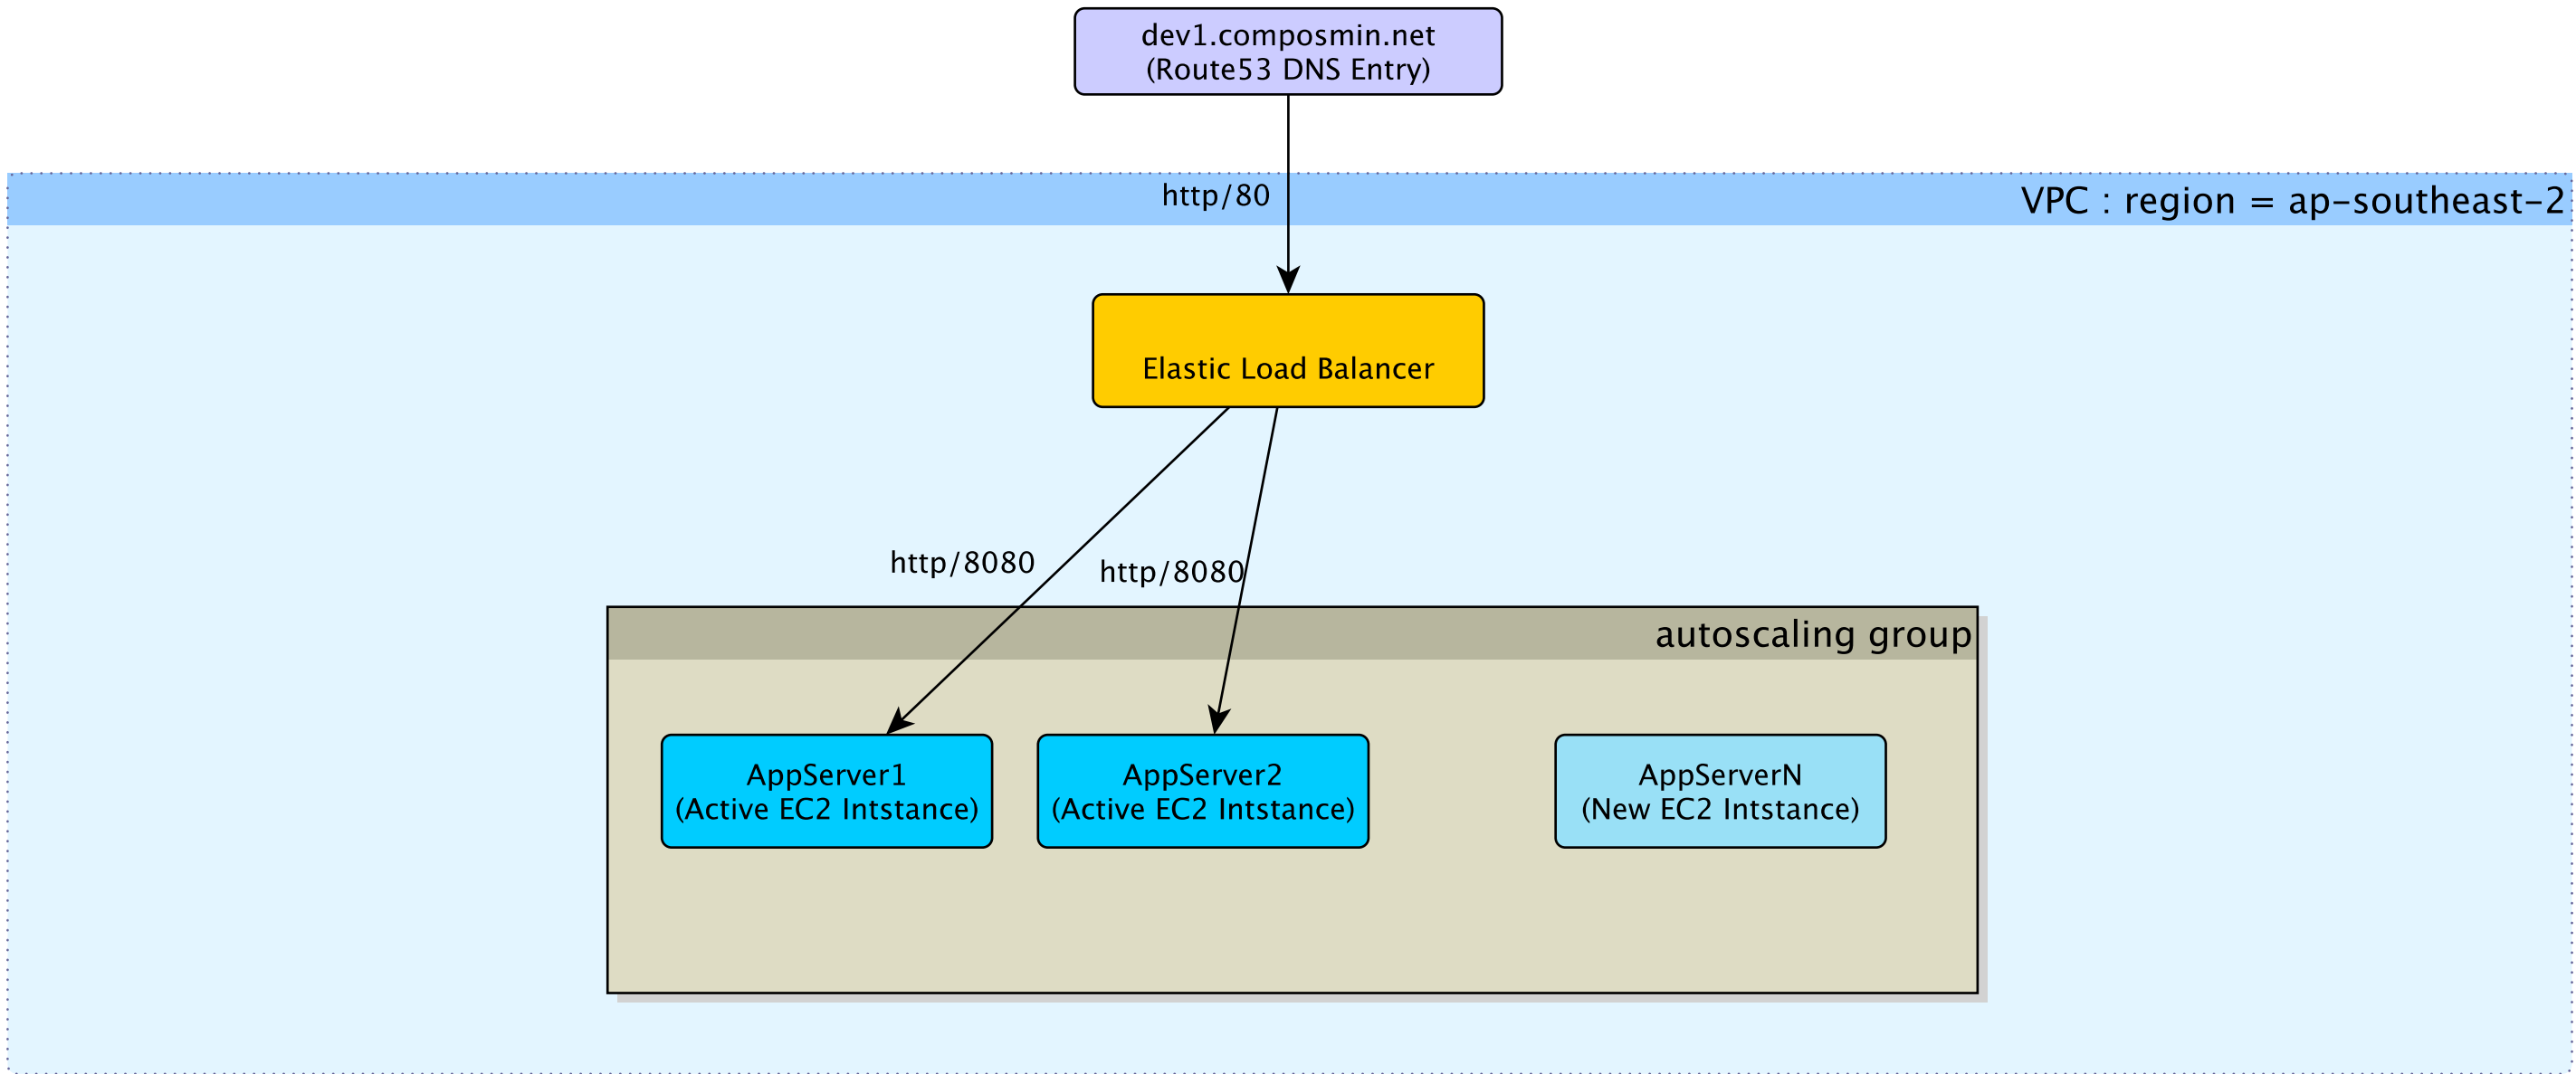 dev1.composmin.net
(Route53 DNS Entry)
http/80
VPC : region = ap-southeast-2
Elastic Load Balancer
http/8080
http/8080
autoscaling group
AppServer1
(Active EC2 Intstance)
AppServer2
(Active EC2 Intstance)
AppServerN
(New EC2 Intstance)